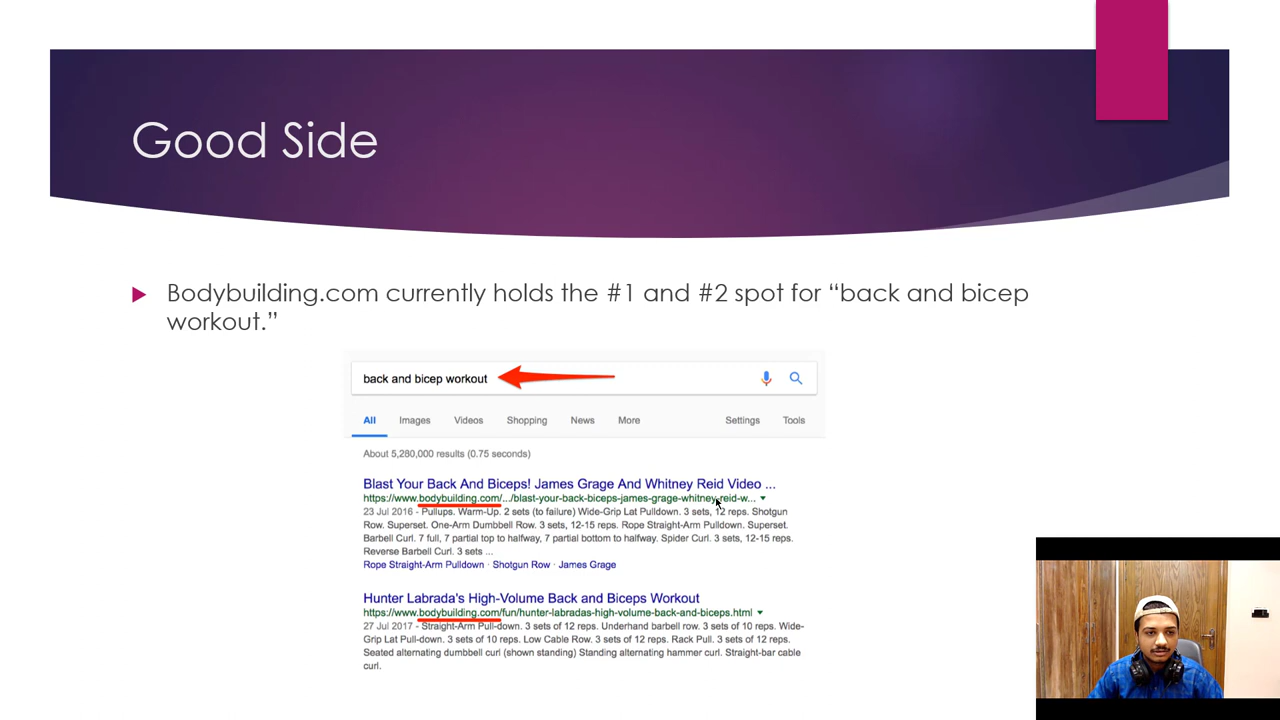 Good Side
Bodybuilding.com currently holds the #1 and #2 spot for “back and bicep
workout.”
back and bicep workout
All Images Videos Shopping News More Settings Tools
About 5,280,000 results (0.75 seconds)
Blast Your Back And Biceps! James Grage And Whitney Reid Video ...
https://www.bodybuilding.com/.../blast-your-back-biceps-james-grage-whitney-reid-w...
23 Jul 2016 - Pullups. Warm-Up. 2 sets (to failure) Wide-Grip Lat Pulldown. 3 sets, 12 reps. Shotgun
Row. Superset. One-Arm Dumbbell Row. 3 sets, 12-15 reps. Rope Straight-Arm Pulldown. Superset.
Barbell Curl. 7 full, 7 partial top to halfway, 7 partial bottom to halfway. Spider Curl. 3 sets, 12-15 reps.
Reverse Barbell Curl. 3 sets ...
Rope Straight-Arm Pulldown · Shotgun Row · James Grage
Hunter Labrada's High-Volume Back and Biceps Workout
https://www.bodybuilding.com/fun/hunter-labradas-high-volume-back-and-biceps.html
27 Jul 2017 - Straight-Arm Pull-down. 3 sets of 12 reps. Underhand barbell row. 3 sets of 10 reps. Wide-
Grip Lat Pull-down. 3 sets of 10 reps. Low Cable Row. 3 sets of 12 reps. Rack Pull. 3 sets of 12 reps.
Seated alternating dumbbell curl (shown standing) Standing alternating hammer curl. Straight-bar cable
curl.